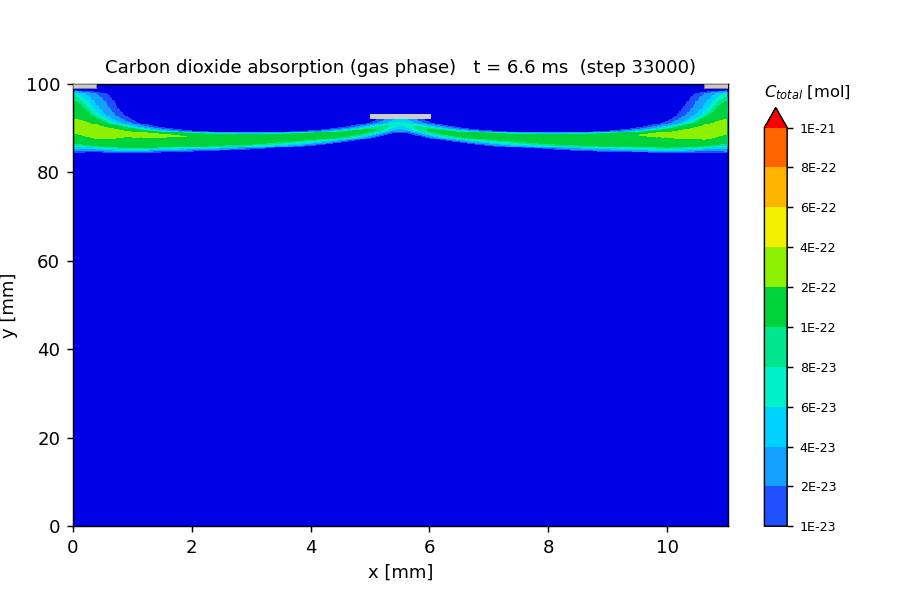 Carbon dioxide absorption (gas phase)   t = 6.6 ms  (step 33000)
C_total [mol]
1E-21
8E-22
6E-22
4E-22
2E-22
1E-22
8E-23
6E-23
4E-23
2E-23
1E-23
y [mm]
100
80
60
40
20
0
0 2 4 6 8 10
x [mm]